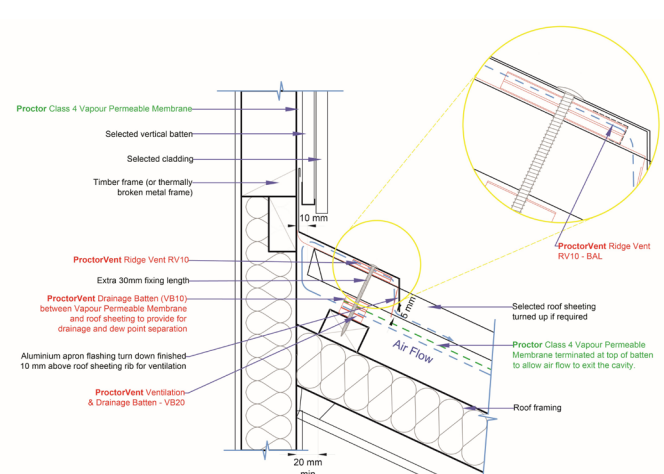 Proctor Class 4 Vapour Permeable Membrane
Selected vertical batten
Selected cladding
Timber frame (or thermally
broken metal frame)
10 mm
ProctorVent Ridge Vent RV10
Extra 30mm fixing length
ProctorVent Drainage Batten (VB10)
between Vapour Permeable Membrane
and roof sheeting to provide for
drainage and dew point separation
Aluminium apron flashing turn down finished
10 mm above roof sheeting rib for ventilation
ProctorVent Ventilation
& Drainage Batten - VB20
20 mm
min
5 mm
Air Flow
ProctorVent Ridge Vent
RV10 - BAL
Selected roof sheeting
turned up if required
Proctor Class 4 Vapour Permeable
Membrane terminated at top of batten
to allow air flow to exit the cavity.
Roof framing